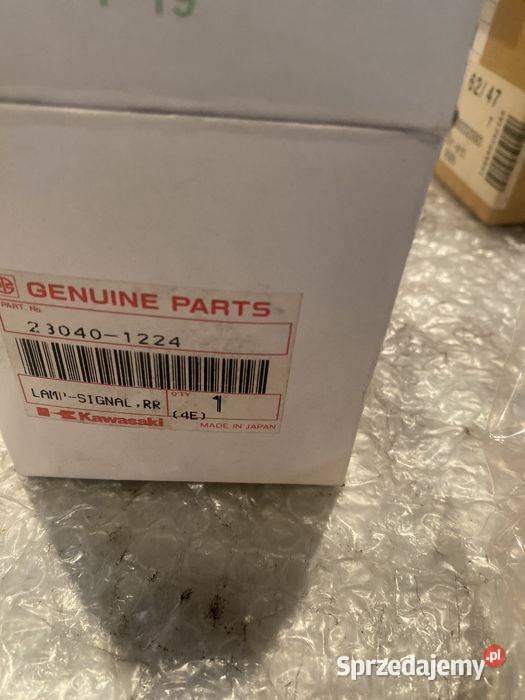 19
62/47
GENUINE PARTS
PART. No.
23040-1224
LAMP-SIGNAL,RR
Q'TY
1
(4E)
Kawasaki
MADE IN JAPAN
Sprzedajemy.pl